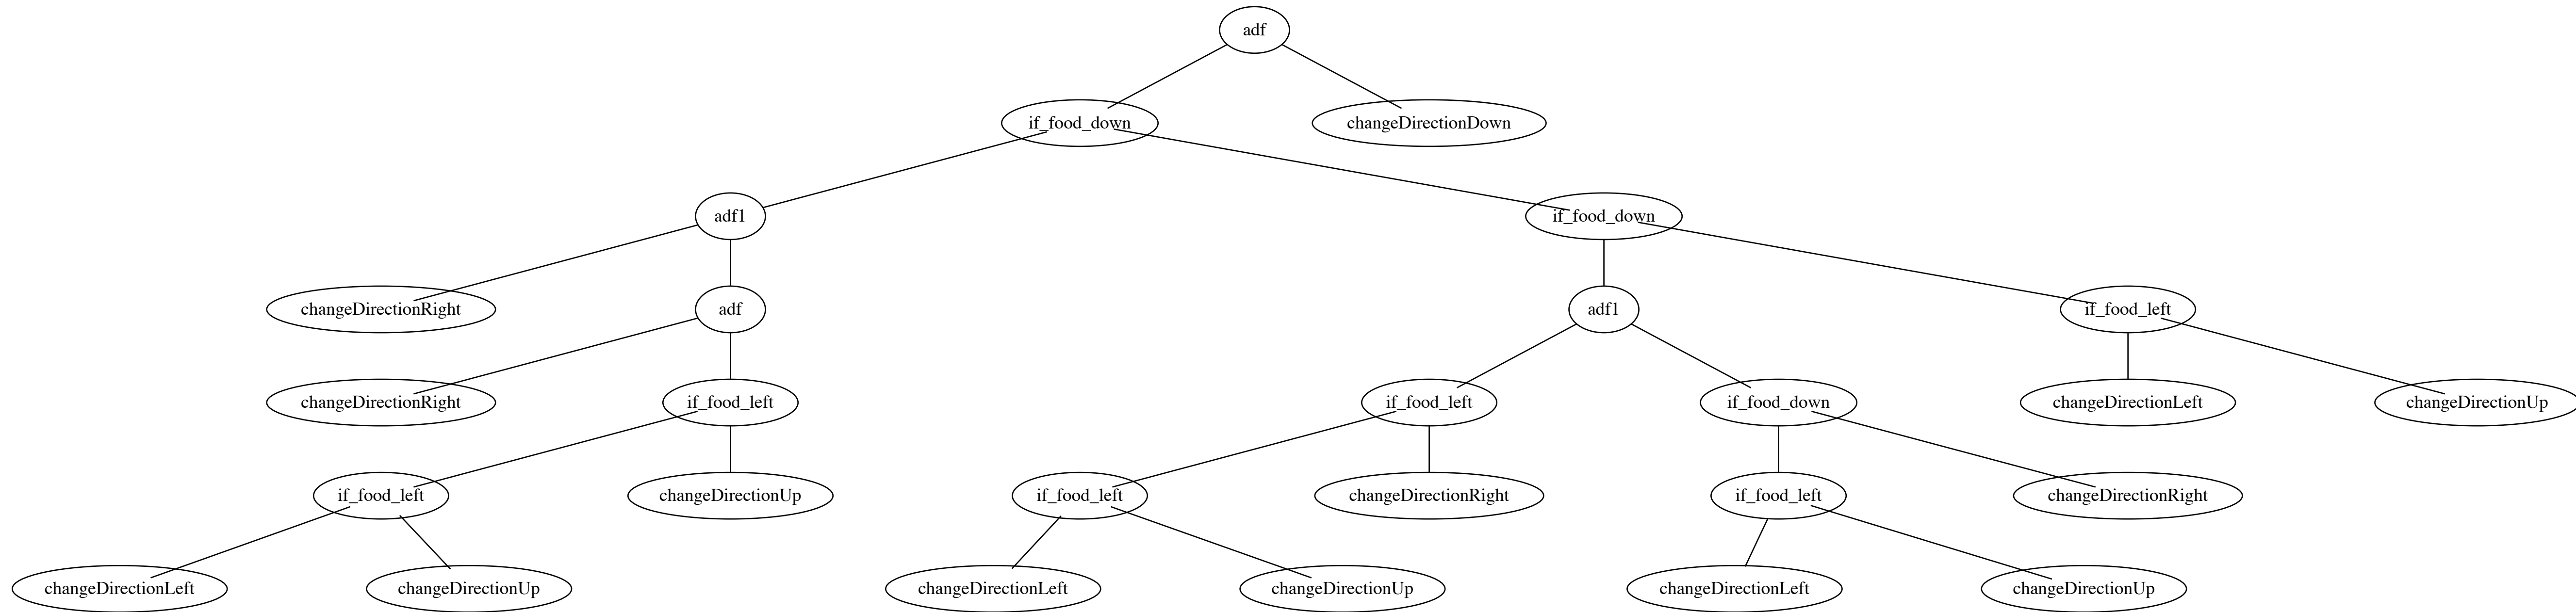 adf
if_food_down changeDirectionDown
adf1 if_food_down
changeDirectionRight adf adf1 if_food_left
changeDirectionRight if_food_left if_food_left if_food_down changeDirectionLeft changeDirectionUp
if_food_left changeDirectionUp if_food_left changeDirectionRight if_food_left changeDirectionRight
changeDirectionLeft changeDirectionUp changeDirectionLeft changeDirectionUp changeDirectionLeft changeDirectionUp